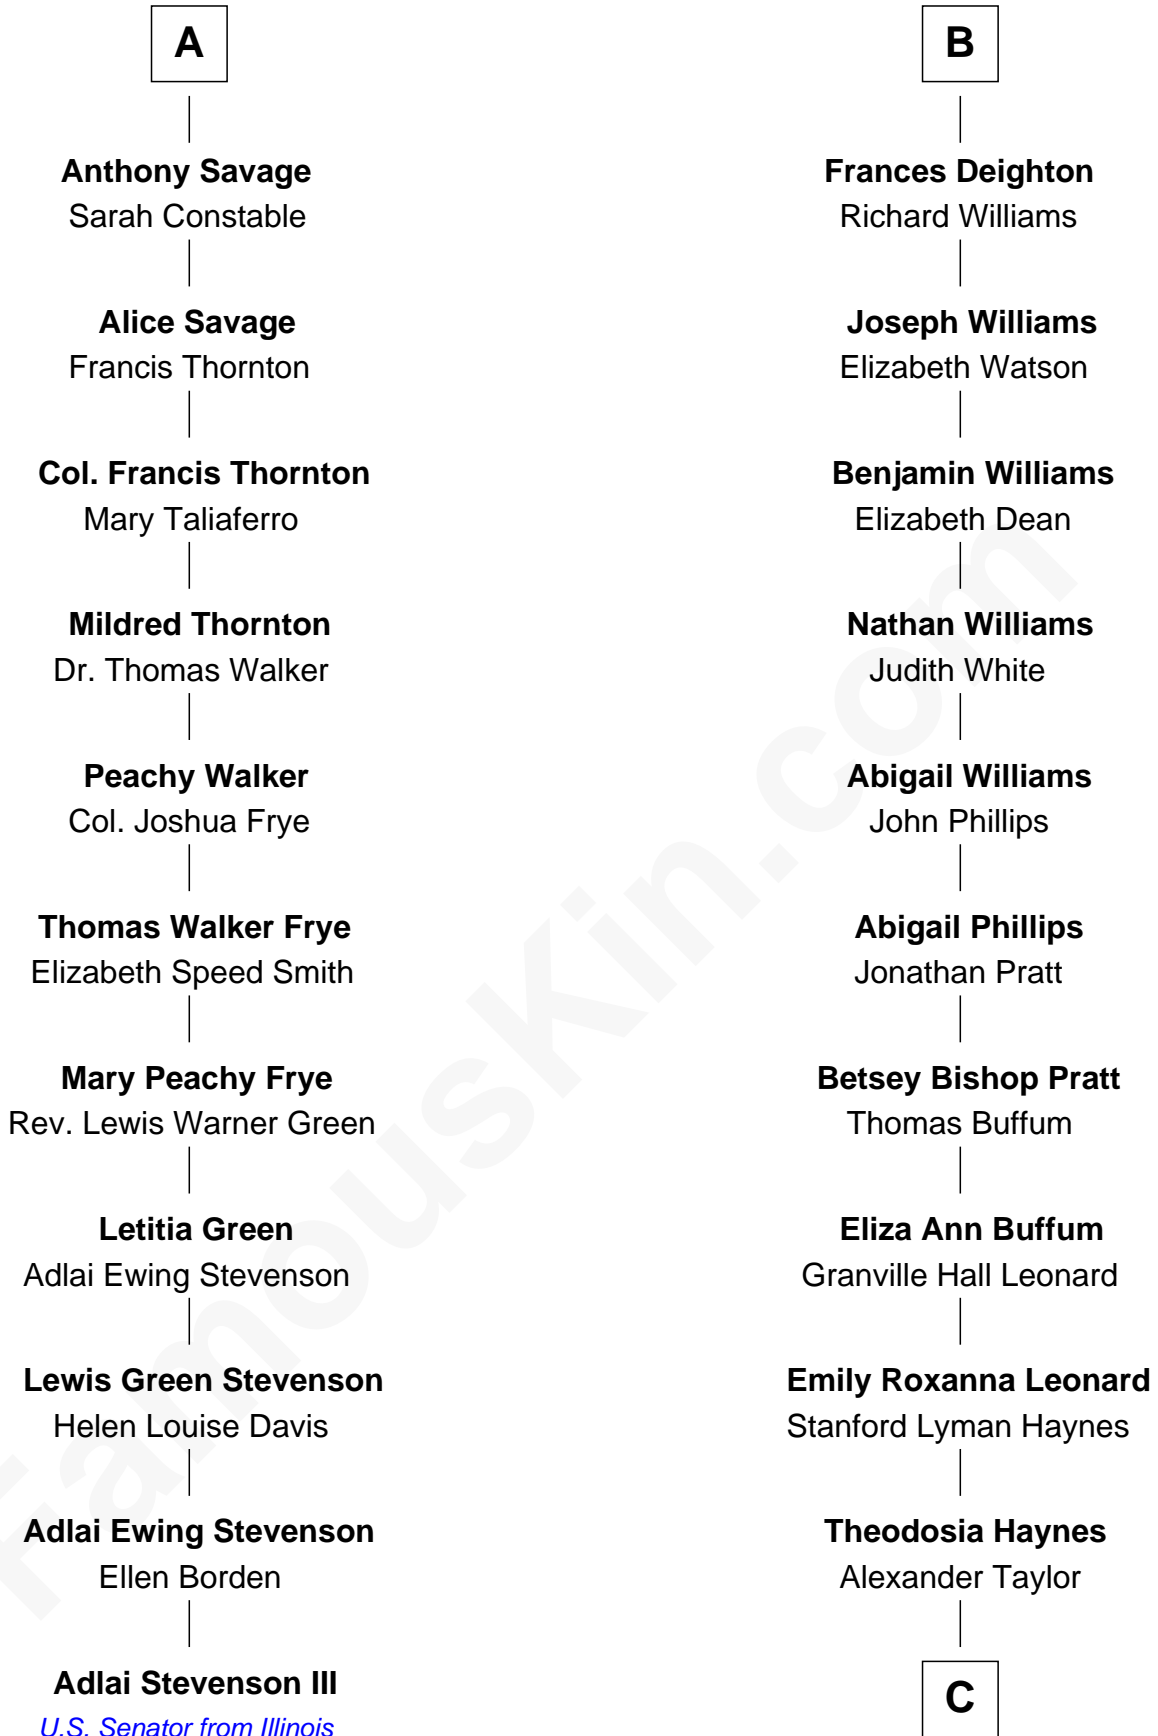 A
Anthony Savage
Sarah Constable
Alice Savage
Francis Thornton
Col. Francis Thornton
Mary Taliaferro
Mildred Thornton
Dr. Thomas Walker
Peachy Walker
Col. Joshua Frye
Thomas Walker Frye
Elizabeth Speed Smith
Mary Peachy Frye
Rev. Lewis Warner Green
Letitia Green
Adlai Ewing Stevenson
Lewis Green Stevenson
Helen Louise Davis
Adlai Ewing Stevenson
Ellen Borden
Adlai Stevenson III
U.S. Senator from Illinois
B
Frances Deighton
Richard Williams
Joseph Williams
Elizabeth Watson
Benjamin Williams
Elizabeth Dean
Nathan Williams
Judith White
Abigail Williams
John Phillips
Abigail Phillips
Jonathan Pratt
Betsey Bishop Pratt
Thomas Buffum
Eliza Ann Buffum
Granville Hall Leonard
Emily Roxanna Leonard
Stanford Lyman Haynes
Theodosia Haynes
Alexander Taylor
C
FamousKin.com